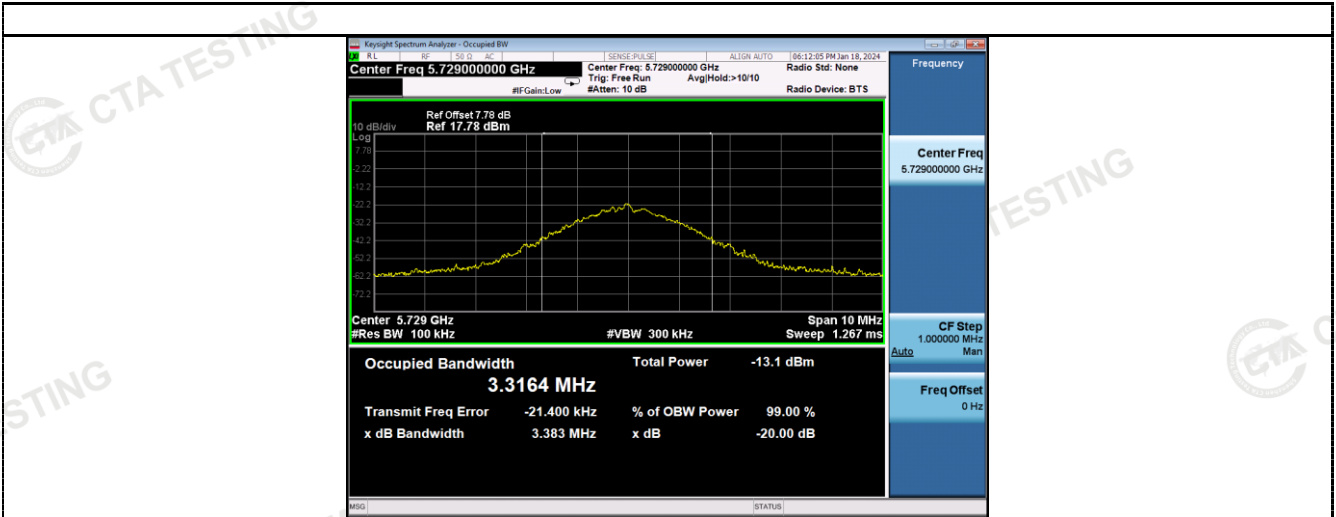 CTA TESTING
CTA
Keysight Spectrum Analyzer - Occupied BW
RL RF 50 Ω AC SENSE:PULSE ALIGN AUTO 06:12:05 PM Jan 18, 2024
Center Freq 5.729000000 GHz
Center Freq: 5.729000000 GHz Radio Std: None
Trig: Free Run Avg|Hold:>10/10
#IFGain:Low #Atten: 10 dB Radio Device: BTS
Frequency
Ref Offset 7.78 dB
10 dB/div Ref 17.78 dBm
Log
7.78
-2.22
-12.2
-22.2
-32.2
-42.2
-52.2
-62.2
-72.2
Center 5.729 GHz Span 10 MHz
#Res BW 100 kHz #VBW 300 kHz Sweep 1.267 ms
Center Freq
5.729000000 GHz
CF Step
1.000000 MHz
Auto Man
Freq Offset
0 Hz
Occupied Bandwidth Total Power -13.1 dBm
3.3164 MHz
Transmit Freq Error -21.400 kHz % of OBW Power 99.00 %
x dB Bandwidth 3.383 MHz x dB -20.00 dB
MSG STATUS
TESTING
CTA
C
STING